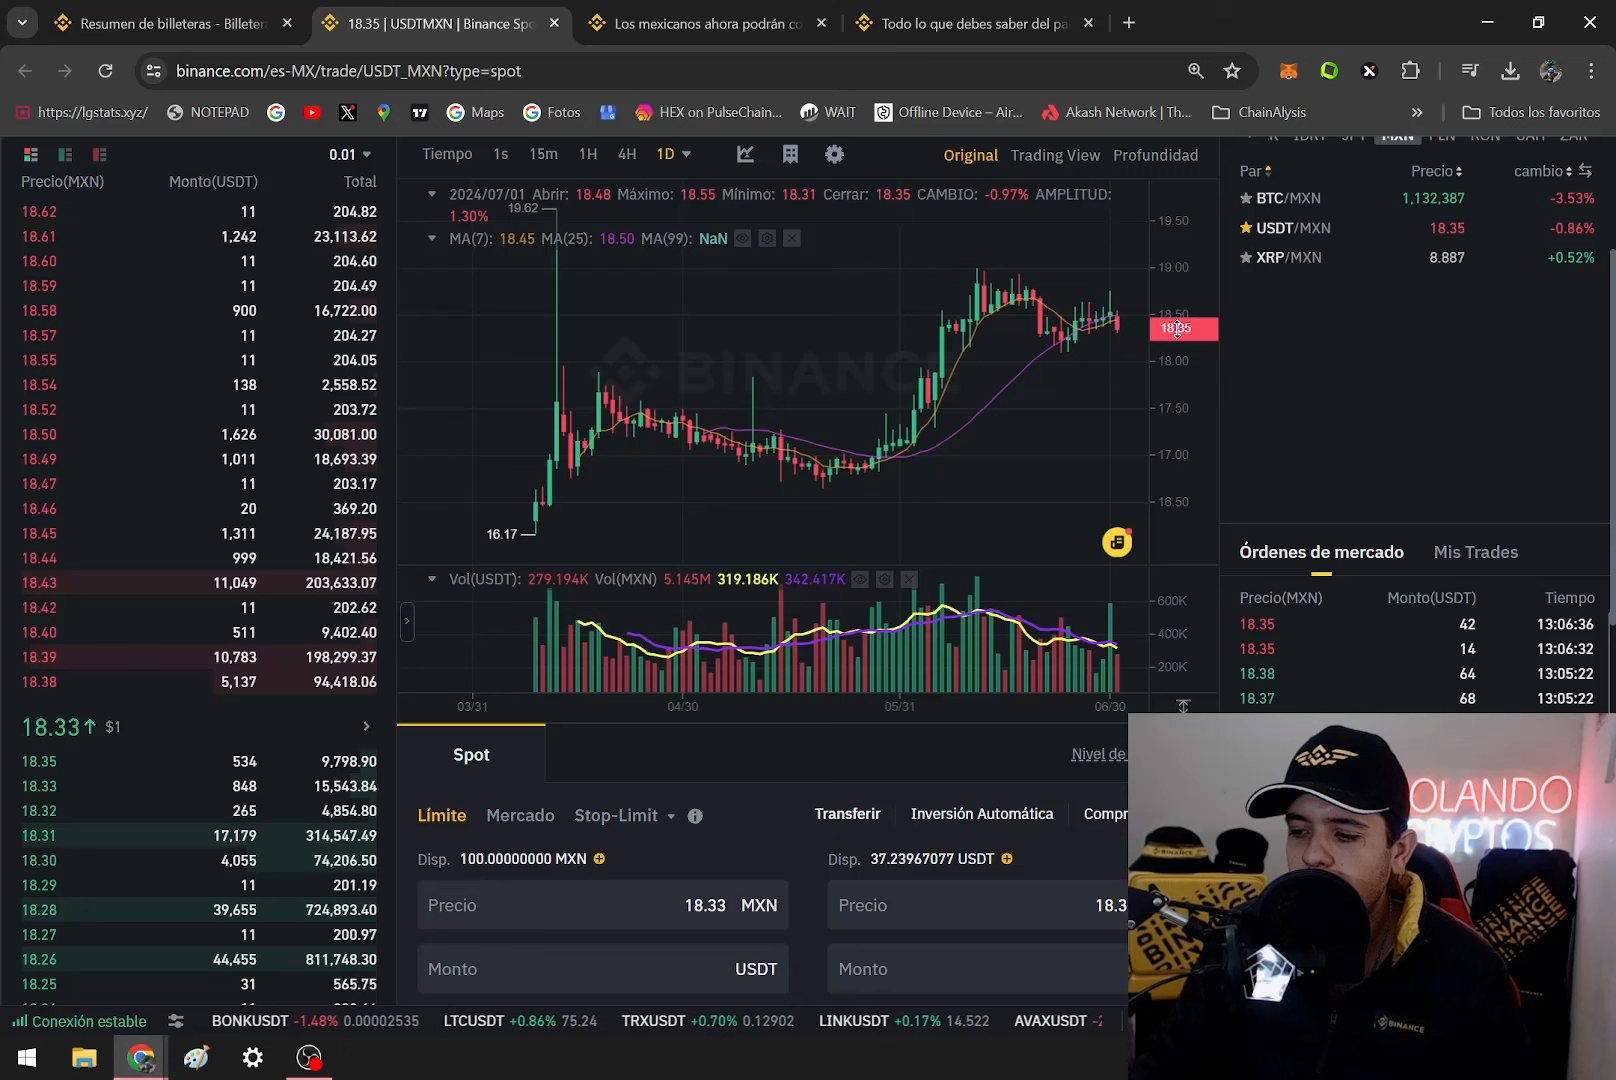 Resumen de billeteras - Billeter
18.35 | USDTMXN | Binance Spo
Los mexicanos ahora podrán co
Todo lo que debes saber del pa
binance.com/es-MX/trade/USDT_MXN?type=spot
https://lgstats.xyz/
NOTEPAD
Maps
Fotos
HEX on PulseChain...
WAIT
Offline Device – Air...
Akash Network | Th...
ChainAlysis
Todos los favoritos
0.01
Precio(MXN) Monto(USDT) Total
18.62 11 204.82
18.61 1,242 23,113.62
18.60 11 204.60
18.59 11 204.49
18.58 900 16,722.00
18.57 11 204.27
18.55 11 204.05
18.54 138 2,558.52
18.52 11 203.72
18.50 1,626 30,081.00
18.49 1,011 18,693.39
18.47 11 203.17
18.46 20 369.20
18.45 1,311 24,187.95
18.44 999 18,421.56
18.43 11,049 203,633.07
18.42 11 202.62
18.40 511 9,402.40
18.39 10,783 198,299.37
18.38 5,137 94,418.06
18.33↑ $1
18.35 534 9,798.90
18.33 848 15,543.84
18.32 265 4,854.80
18.31 17,179 314,547.49
18.30 4,055 74,206.50
18.29 11 201.19
18.28 39,655 724,893.40
18.27 11 200.97
18.26 44,455 811,748.30
18.25 31 565.75
Tiempo 1s 15m 1H 4H 1D
Original Trading View Profundidad
2024/07/01 Abrir: 18.48 Máximo: 18.55 Mínimo: 18.31 Cerrar: 18.35 CAMBIO: -0.97% AMPLITUD:
1.30%
19.62
MA(7): 18.45 MA(25): 18.50 MA(99): NaN
BINANCE
16.17
19.50
19.00
18.50
18.35
18.00
17.50
17.00
16.50
Vol(USDT): 279.194K Vol(MXN) 5.145M 319.186K 342.417K
600K
400K
200K
03/31 04/30 05/31 06/30
Spot
Nivel de
Límite Mercado Stop-Limit
Transferir Inversión Automática Compr
Disp. 100.00000000 MXN
Disp. 37.23967077 USDT
Precio 18.33 MXN
Precio 18.3
Monto USDT
Monto
MXN
Par Precio cambio
BTC/MXN 1,132,387 -3.53%
USDT/MXN 18.35 -0.86%
XRP/MXN 8.887 +0.52%
Órdenes de mercado Mis Trades
Precio(MXN) Monto(USDT) Tiempo
18.35 42 13:06:36
18.35 14 13:06:32
18.38 64 13:05:22
18.37 68 13:05:22
OLANDO
CRYPTOS
BINANCE
BINANCE
BINANCE
BINANCE
Conexión estable
BONKUSDT -1.48% 0.00002535
LTCUSDT +0.86% 75.24
TRXUSDT +0.70% 0.12902
LINKUSDT +0.17% 14.522
AVAXUSDT